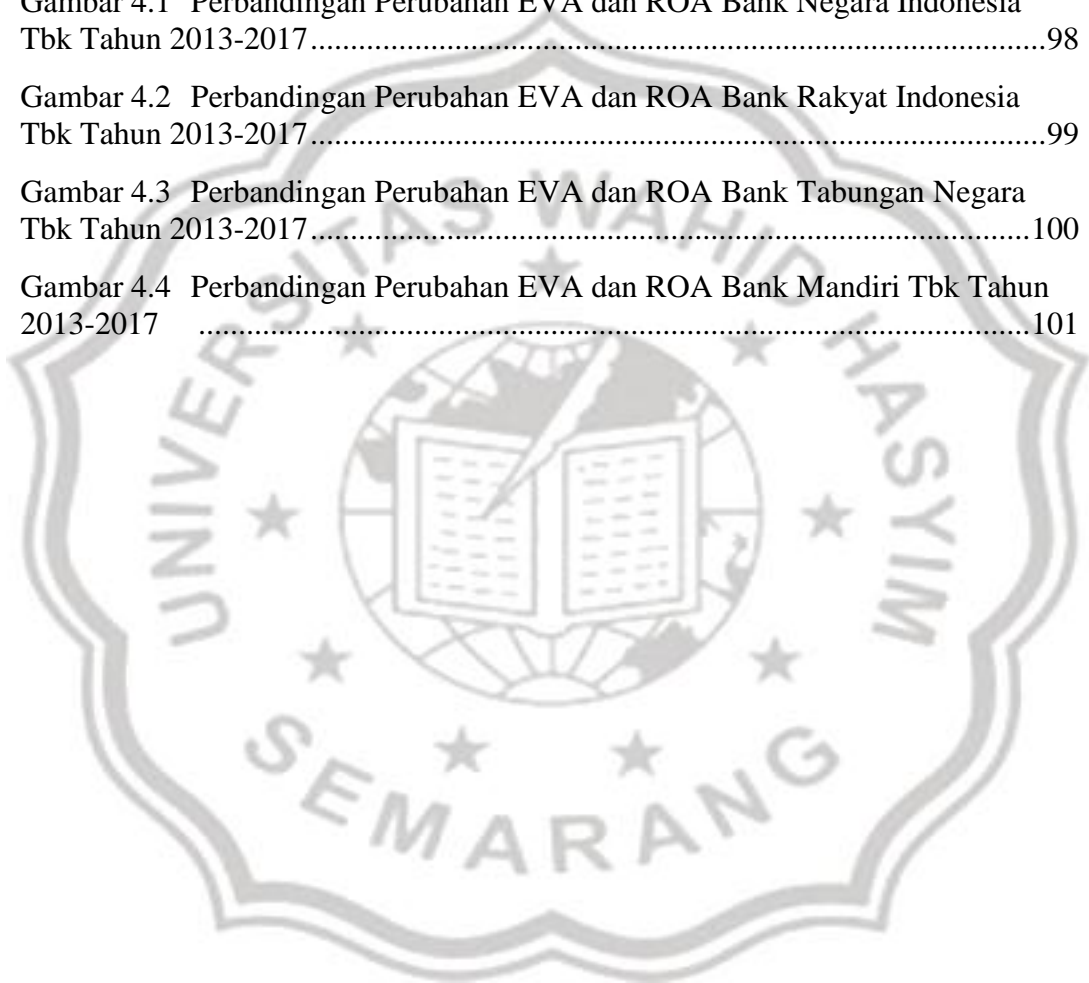 Gambar 4.1 Perbandingan Perubahan EVA dan ROA Bank Negara Indonesia
Tbk Tahun 2013-2017.......................................................................................98
Gambar 4.2 Perbandingan Perubahan EVA dan ROA Bank Rakyat Indonesia
Tbk Tahun 2013-2017.......................................................................................99
Gambar 4.3 Perbandingan Perubahan EVA dan ROA Bank Tabungan Negara
Tbk Tahun 2013-2017.....................................................................................100
Gambar 4.4 Perbandingan Perubahan EVA dan ROA Bank Mandiri Tbk Tahun
2013-2017 ..................................................................................................101
UNIVERSITAS WAHID HASYIM
SEMARANG